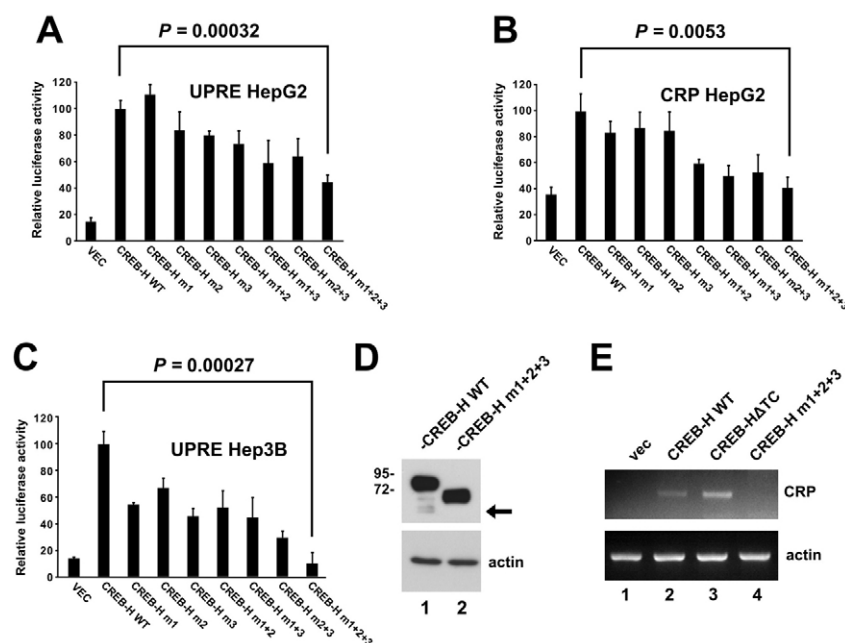 A
P = 0.00032
UPRE HepG2
Relative luciferase activity
120
100
80
60
40
20
0
VEC
CREB-H WT
CREB-H m1
CREB-H m2
CREB-H m3
CREB-H m1+2
CREB-H m1+3
CREB-H m2+3
CREB-H m1+2+3
B
P = 0.0053
CRP HepG2
Relative luciferase activity
120
100
80
60
40
20
0
VEC
CREB-H WT
CREB-H m1
CREB-H m2
CREB-H m3
CREB-H m1+2
CREB-H m1+3
CREB-H m2+3
CREB-H m1+2+3
C
P = 0.00027
UPRE Hep3B
Relative luciferase activity
120
100
80
60
40
20
0
VEC
CREB-H WT
CREB-H m1
CREB-H m2
CREB-H m3
CREB-H m1+2
CREB-H m1+3
CREB-H m2+3
CREB-H m1+2+3
D
-CREB-H WT
-CREB-H m1+2+3
95-
72-
actin
1 2
E
vec
CREB-H WT
CREB-HΔTC
CREB-H m1+2+3
CRP
actin
1 2 3 4